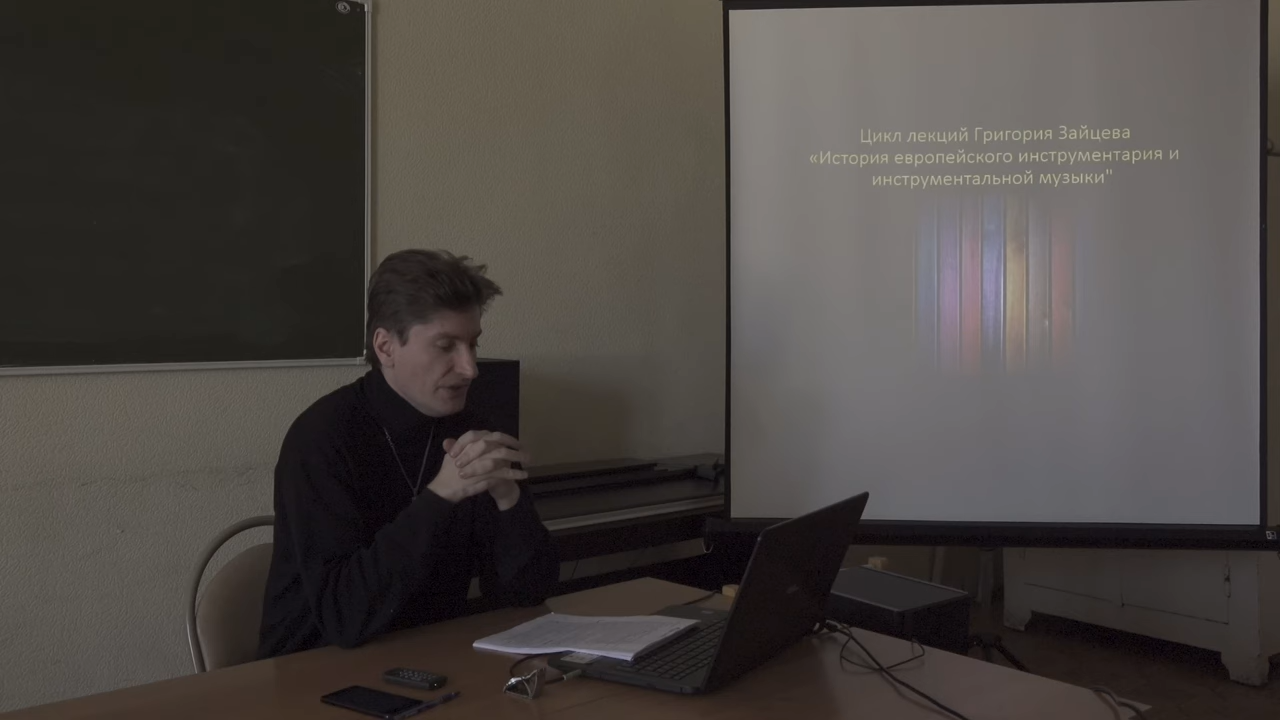 Цикл лекций Григория Зайцева
«История европейского инструментария и
инструментальной музыки"